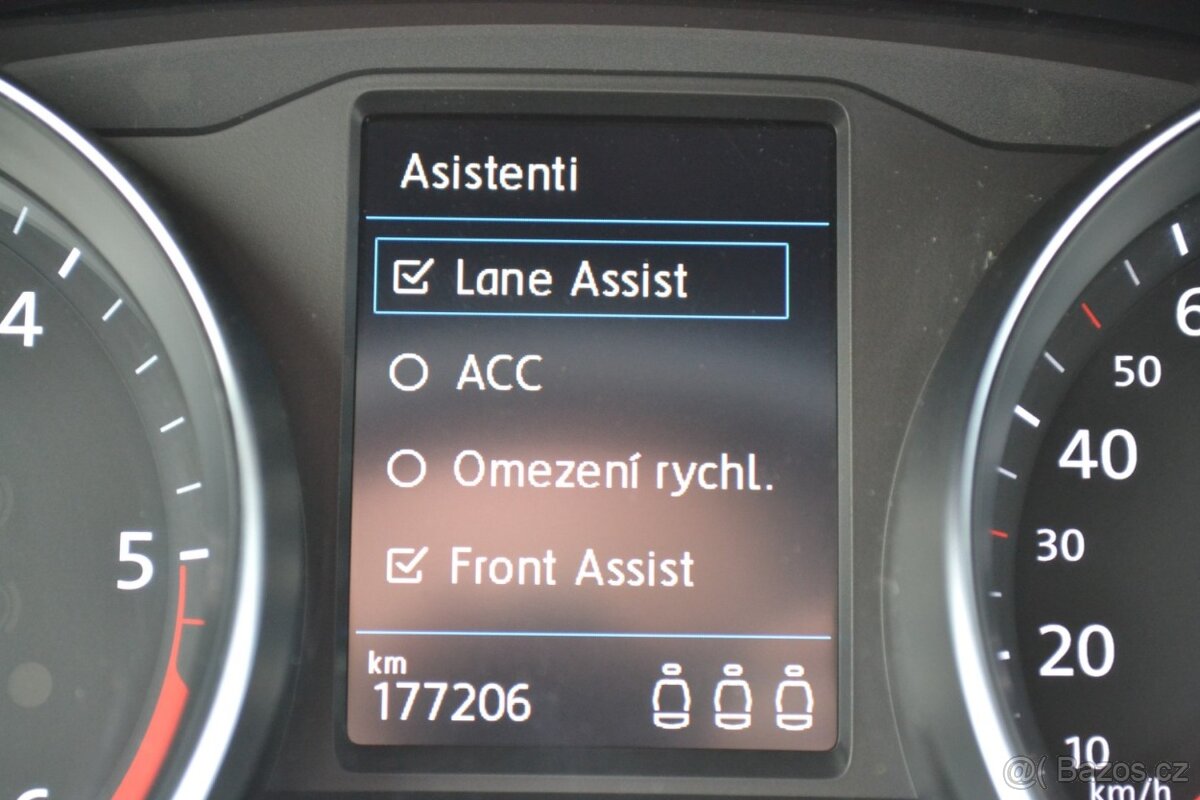 Asistenti
Lane Assist
ACC
Omezení rychl.
Front Assist
km
177206
4
5
6
6
50
40
30
20
10
km/h
@( Bazos.cz